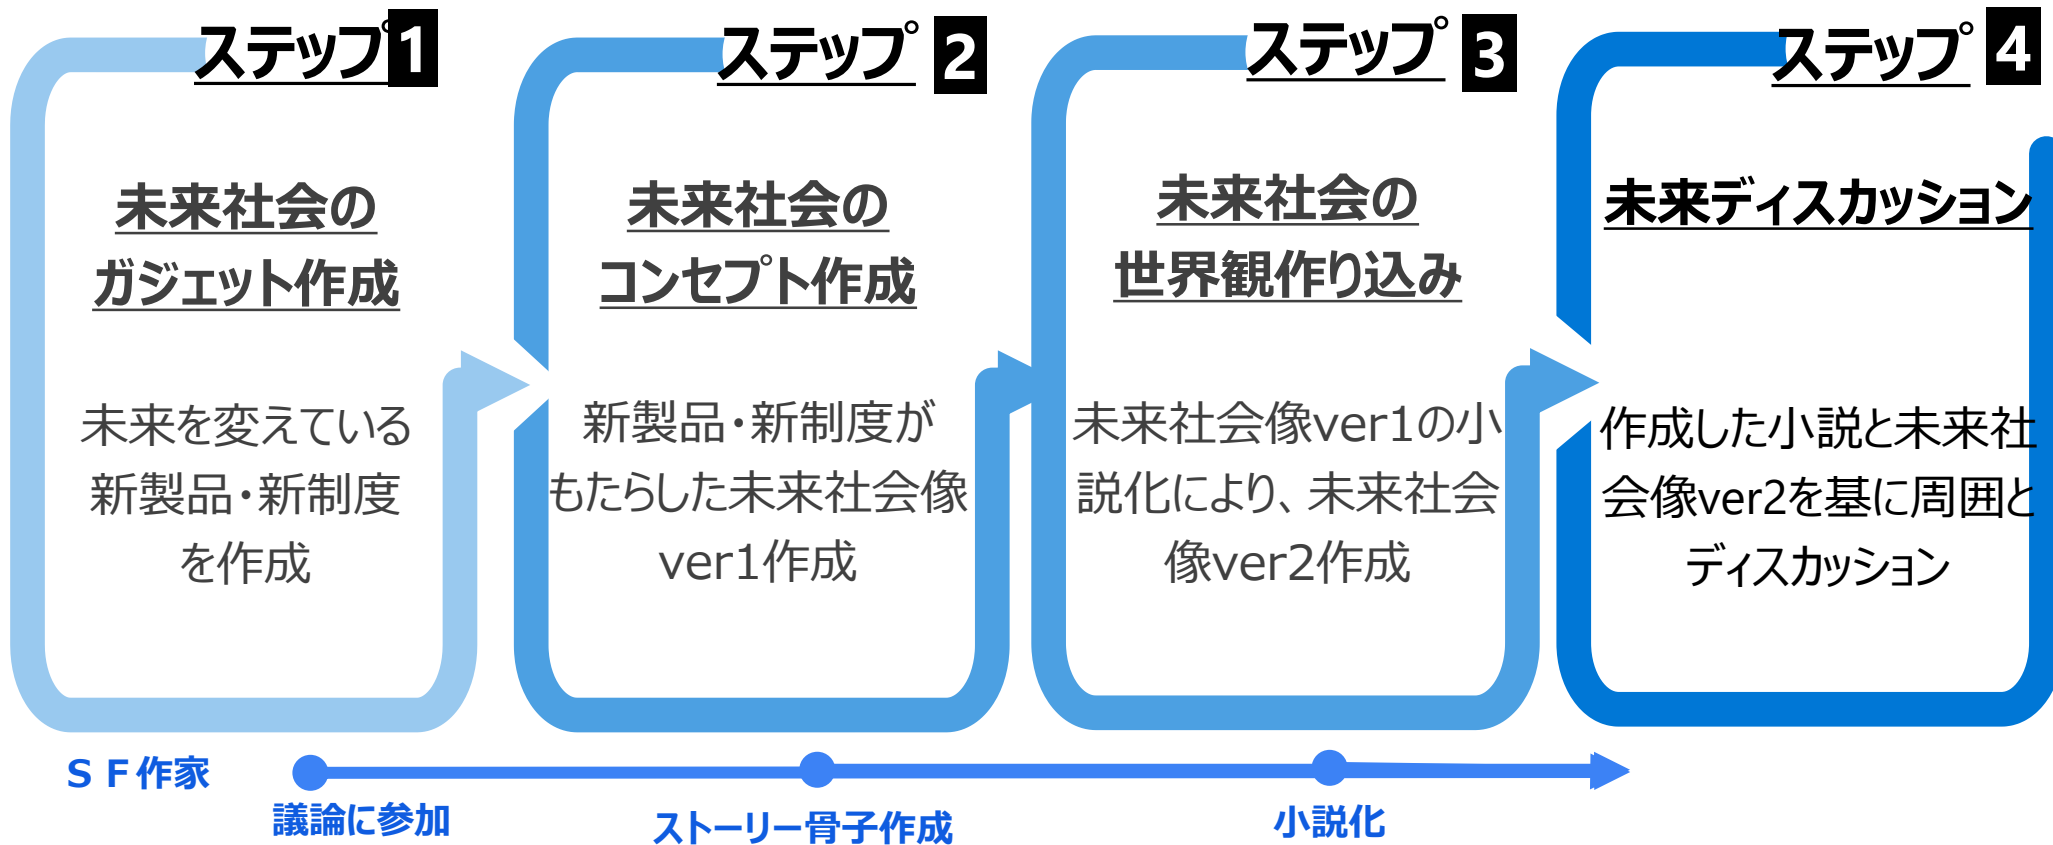 ステップ1
未来社会の
ガジェット作成
未来を変えている
新製品・新制度
を作成
ステップ2
未来社会の
コンセプト作成
新製品・新制度が
もたらした未来社会像
ver1作成
ステップ3
未来社会の
世界観作り込み
未来社会像ver1の小
説化により、未来社会
像ver2作成
ステップ4
未来ディスカッション
作成した小説と未来社
会像ver2を基に周囲と
ディスカッション
ＳＦ作家
議論に参加
ストーリー骨子作成
小説化